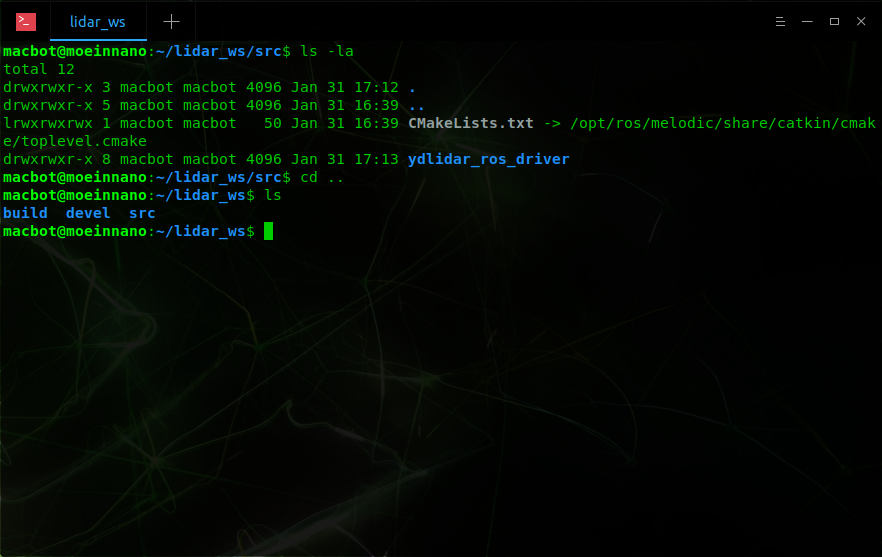 lidar_ws
macbot@moeinnano:~/lidar_ws/src$ ls -la
total 12
drwxrwxr-x 3 macbot macbot 4096 Jan 31 17:12 .
drwxrwxr-x 5 macbot macbot 4096 Jan 31 16:39 ..
lrwxrwxrwx 1 macbot macbot   50 Jan 31 16:39 CMakeLists.txt -> /opt/ros/melodic/share/catkin/cmak
e/toplevel.cmake
drwxrwxr-x 8 macbot macbot 4096 Jan 31 17:13 ydlidar_ros_driver
macbot@moeinnano:~/lidar_ws/src$ cd ..
macbot@moeinnano:~/lidar_ws$ ls
build  devel  src
macbot@moeinnano:~/lidar_ws$